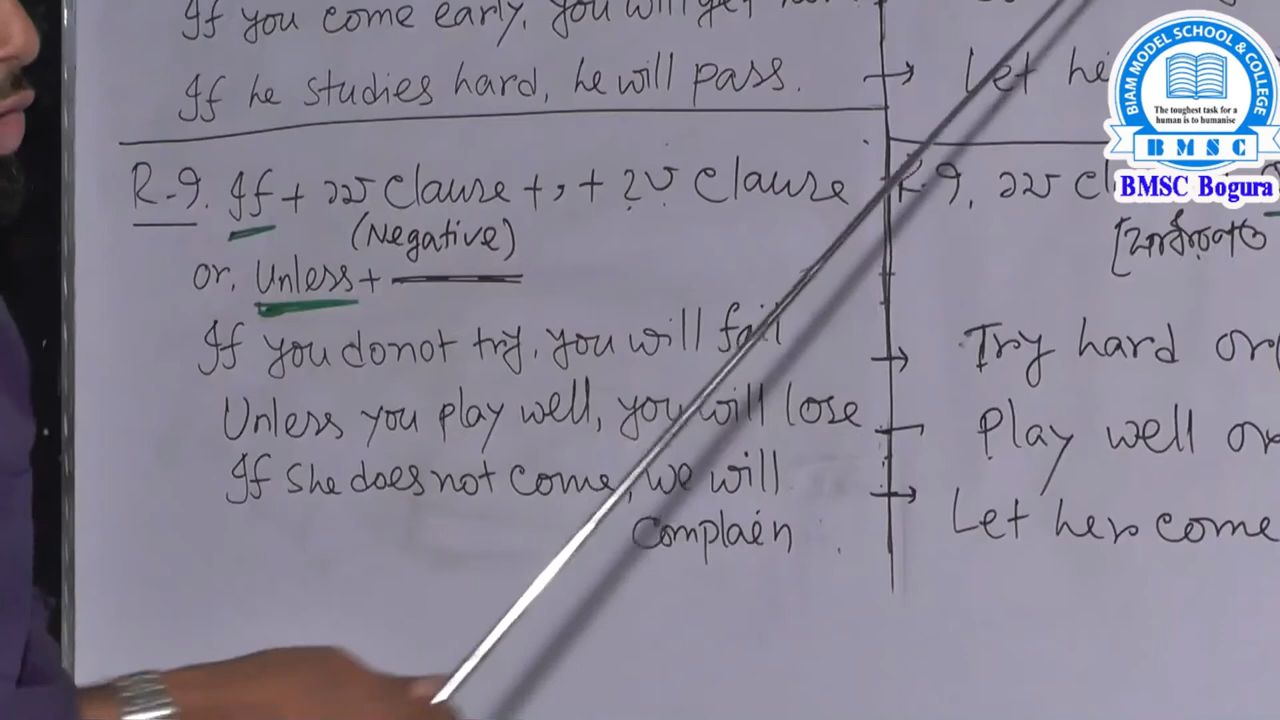 If you come early, you will get
If he studies hard, he will pass. → Let
R-9. If + ১ম clause + , + ২য় clause
(Negative)
or, Unless +
If you do not try, you will fail
Unless you play well, you will lose
If she does not come, we will
complain.
R-9, ১ম
Try hard or
Play well or
Let her come
BIAM MODEL SCHOOL & COLLEGE
The toughest task for a
human is to humanise
BMSC
BMSC Bogura